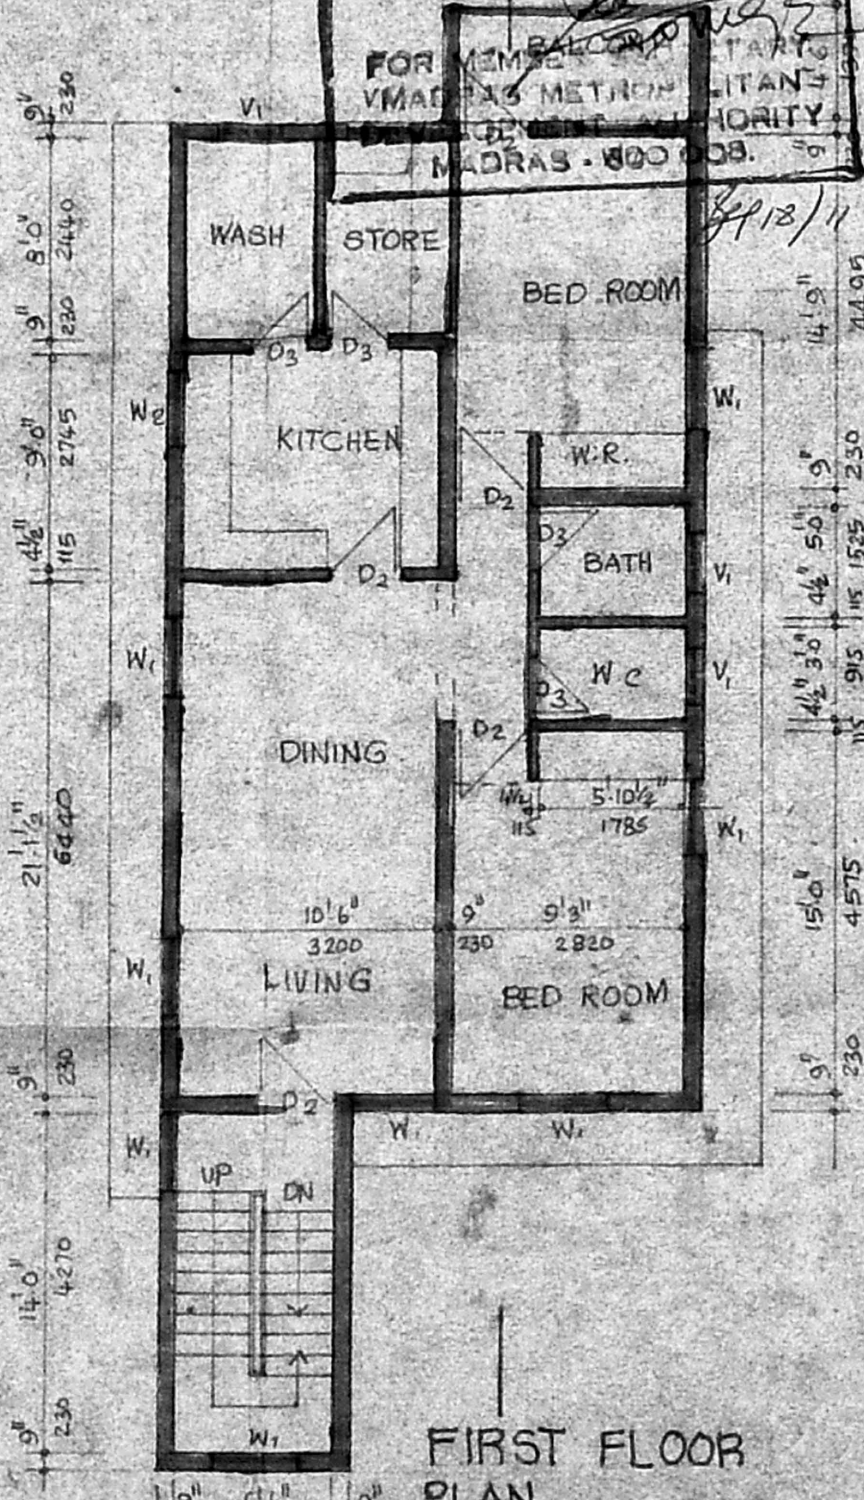 BALCONY
FOR MEMBER SECRETARY
MADRAS METROPOLITAN
DEVELOPMENT AUTHORITY
MADRAS - 600 008.
V1
D2
9" 230
8'0" 2440
9" 230
WASH
STORE
BED ROOM
14'9" 4495
D3
D3
W2
9'0" 2745
KITCHEN
W1
W.R.
9" 230
D2
D3
BATH
V1
5'0" 1525
4½" 115
4½" 115
D2
W1
W.C
V1
3'0" 915
D3
4½" 115
D2
DINING
4½"
115
5'10½"
1785
W1
21'1½"
6440
15'0" 4575
10'6"
3200
9"
230
9'3"
2820
W1
LIVING
BED ROOM
9" 230
9" 230
D2
W1
W1
W1
UP
DN
14'0" 4270
9" 230
W1
FIRST FLOOR
PLAN